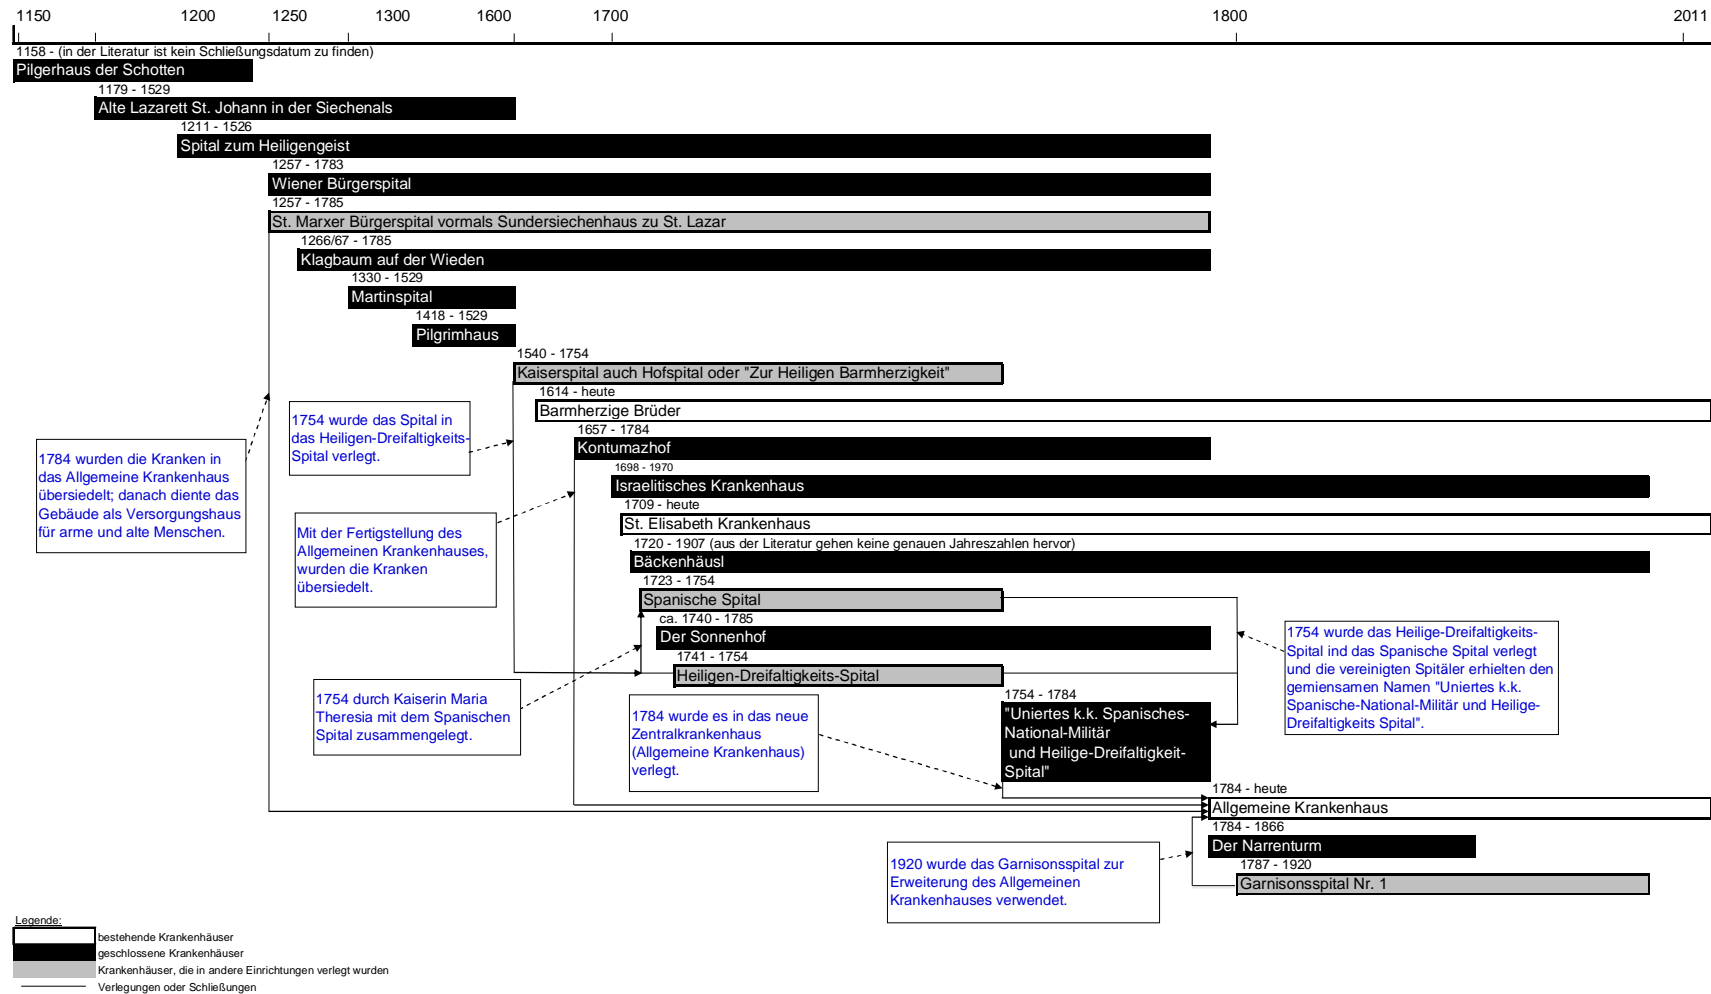 1150 1200 1250 1300 1600 1700 1800 2011
1158 - (in der Literatur ist kein Schließungsdatum zu finden)
Pilgerhaus der Schotten
1179 - 1529
Alte Lazarett St. Johann in der Siechenals
1211 - 1526
Spital zum Heiligengeist
1257 - 1783
Wiener Bürgerspital
1257 - 1785
St. Marxer Bürgerspital vormals Sundersiechenhaus zu St. Lazar
1266/67 - 1785
Klagbaum auf der Wieden
1330 - 1529
Martinspital
1418 - 1529
Pilgrimhaus
1540 - 1754
Kaiserspital auch Hofspital oder "Zur Heiligen Barmherzigkeit"
1614 - heute
Barmherzige Brüder
1657 - 1784
Kontumazhof
1698 - 1970
Israelitisches Krankenhaus
1709 - heute
St. Elisabeth Krankenhaus
1720 - 1907 (aus der Literatur gehen keine genauen Jahreszahlen hervor)
Bäckenhäusl
1723 - 1754
Spanische Spital
ca. 1740 - 1785
Der Sonnenhof
1741 - 1754
Heiligen-Dreifaltigkeits-Spital
1754 - 1784
"Uniertes k.k. Spanisches-
National-Militär
und Heilige-Dreifaltigkeit-
Spital"
1784 - heute
Allgemeine Krankenhaus
1784 - 1866
Der Narrenturm
1787 - 1920
Garnisonsspital Nr. 1
1784 wurden die Kranken in
das Allgemeine Krankenhaus
übersiedelt; danach diente das
Gebäude als Versorgungshaus
für arme und alte Menschen.
1754 wurde das Spital in
das Heiligen-Dreifaltigkeits-
Spital verlegt.
Mit der Fertigstellung des
Allgemeinen Krankenhauses,
wurden die Kranken
übersiedelt.
1754 durch Kaiserin Maria
Theresia mit dem Spanischen
Spital zusammengelegt.
1784 wurde es in das neue
Zentralkrankenhaus
(Allgemeine Krankenhaus)
verlegt.
1754 wurde das Heilige-Dreifaltigkeits-
Spital ind das Spanische Spital verlegt
und die vereinigten Spitäler erhielten den
gemiensamen Namen "Uniertes k.k.
Spanische-National-Militär und Heilige-
Dreifaltigkeits Spital".
1920 wurde das Garnisonsspital zur
Erweiterung des Allgemeinen
Krankenhauses verwendet.
Legende:
bestehende Krankenhäuser
geschlossene Krankenhäuser
Krankenhäuser, die in andere Einrichtungen verlegt wurden
Verlegungen oder Schließungen